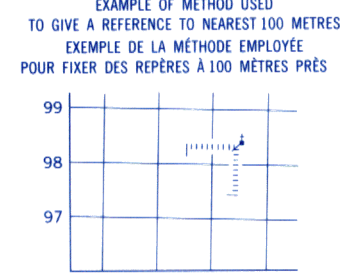 EXAMPLE OF METHOD USED
TO GIVE A REFERENCE TO NEAREST 100 METRES
EXEMPLE DE LA MÉTHODE EMPLOYÉE
POUR FIXER DES REPÈRES À 100 MÈTRES PRÈS
99
98
97